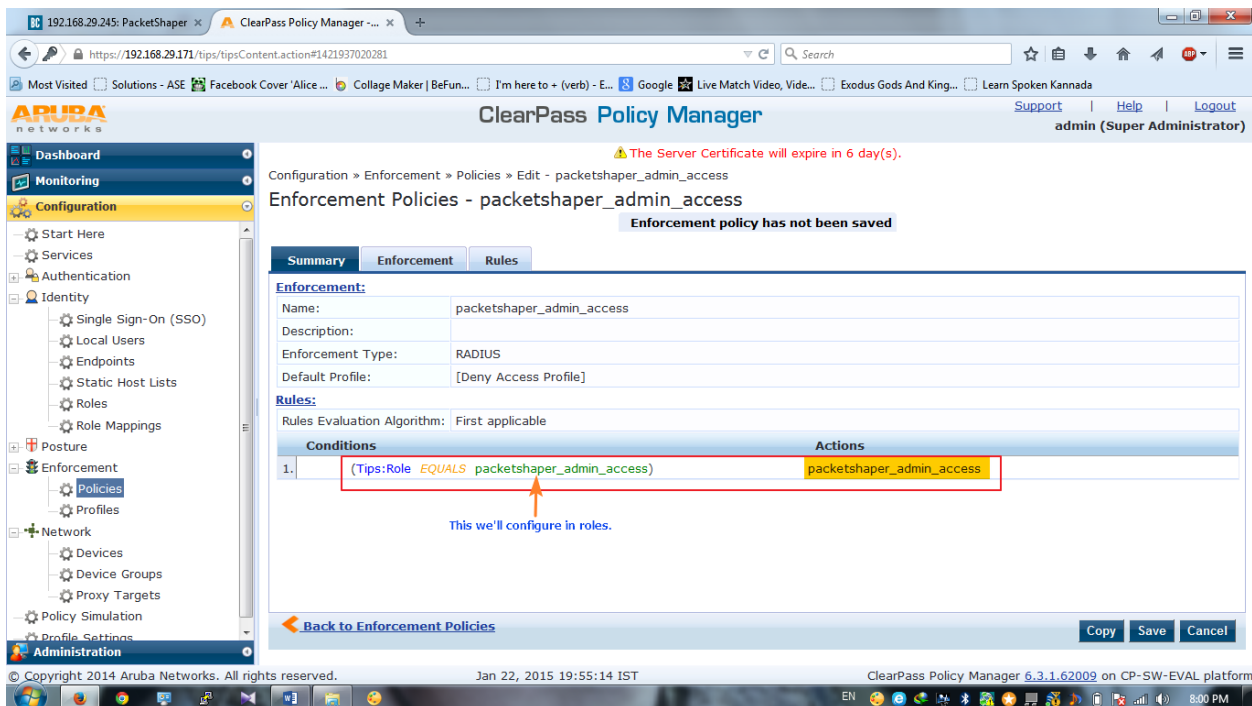 192.168.29.245: PacketShaper
ClearPass Policy Manager -...
https://192.168.29.171/tips/tipsContent.action#1421937020281
Search
ABP
Most Visited
Solutions - ASE
Facebook Cover 'Alice ...
Collage Maker | BeFun...
I'm here to + (verb) - E...
Google
Live Match Video, Vide...
Exodus Gods And King...
Learn Spoken Kannada
ARUBA
networks
ClearPass Policy Manager
Support | Help | Logout
admin (Super Administrator)
Dashboard
Monitoring
Configuration
Start Here
Services
Authentication
Identity
Single Sign-On (SSO)
Local Users
Endpoints
Static Host Lists
Roles
Role Mappings
Posture
Enforcement
Policies
Profiles
Network
Devices
Device Groups
Proxy Targets
Policy Simulation
Profile Settings
Administration
The Server Certificate will expire in 6 day(s).
Configuration » Enforcement » Policies » Edit - packetshaper_admin_access
Enforcement Policies - packetshaper_admin_access
Enforcement policy has not been saved
Summary
Enforcement
Rules
Enforcement:
Name: packetshaper_admin_access
Description:
Enforcement Type: RADIUS
Default Profile: [Deny Access Profile]
Rules:
Rules Evaluation Algorithm: First applicable
Conditions Actions
1. (Tips:Role EQUALS packetshaper_admin_access) packetshaper_admin_access
This we'll configure in roles.
Back to Enforcement Policies
Copy
Save
Cancel
© Copyright 2014 Aruba Networks. All rights reserved.
Jan 22, 2015 19:55:14 IST
ClearPass Policy Manager 6.3.1.62009 on CP-SW-EVAL platform
EN
8:00 PM